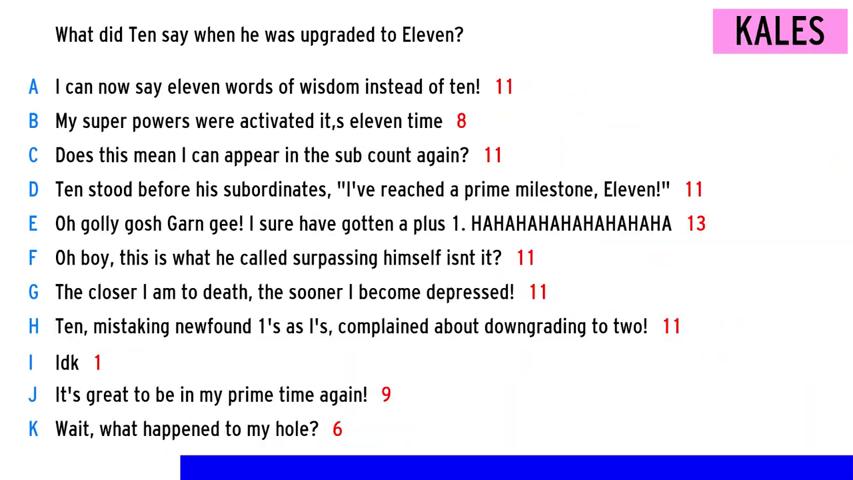 What did Ten say when he was upgraded to Eleven?
KALES
A I can now say eleven words of wisdom instead of ten! 11
B My super powers were activated it,s eleven time 8
C Does this mean I can appear in the sub count again? 11
D Ten stood before his subordinates, "I've reached a prime milestone, Eleven!" 11
E Oh golly gosh Garn gee! I sure have gotten a plus 1. HAHAHAHAHAHAHAHAHA 13
F Oh boy, this is what he called surpassing himself isnt it? 11
G The closer I am to death, the sooner I become depressed! 11
H Ten, mistaking newfound 1's as I's, complained about downgrading to two! 11
I Idk 1
J It's great to be in my prime time again! 9
K Wait, what happened to my hole? 6